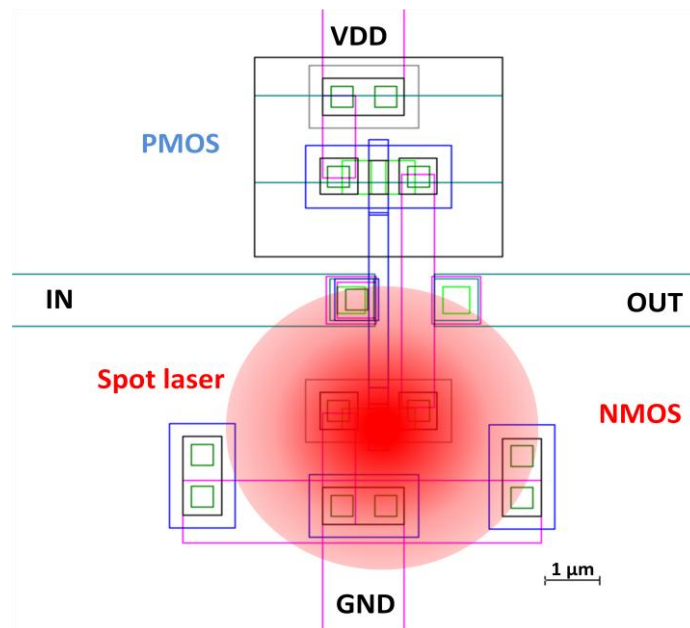 VDD
PMOS
IN
OUT
Spot laser
NMOS
1 µm
GND